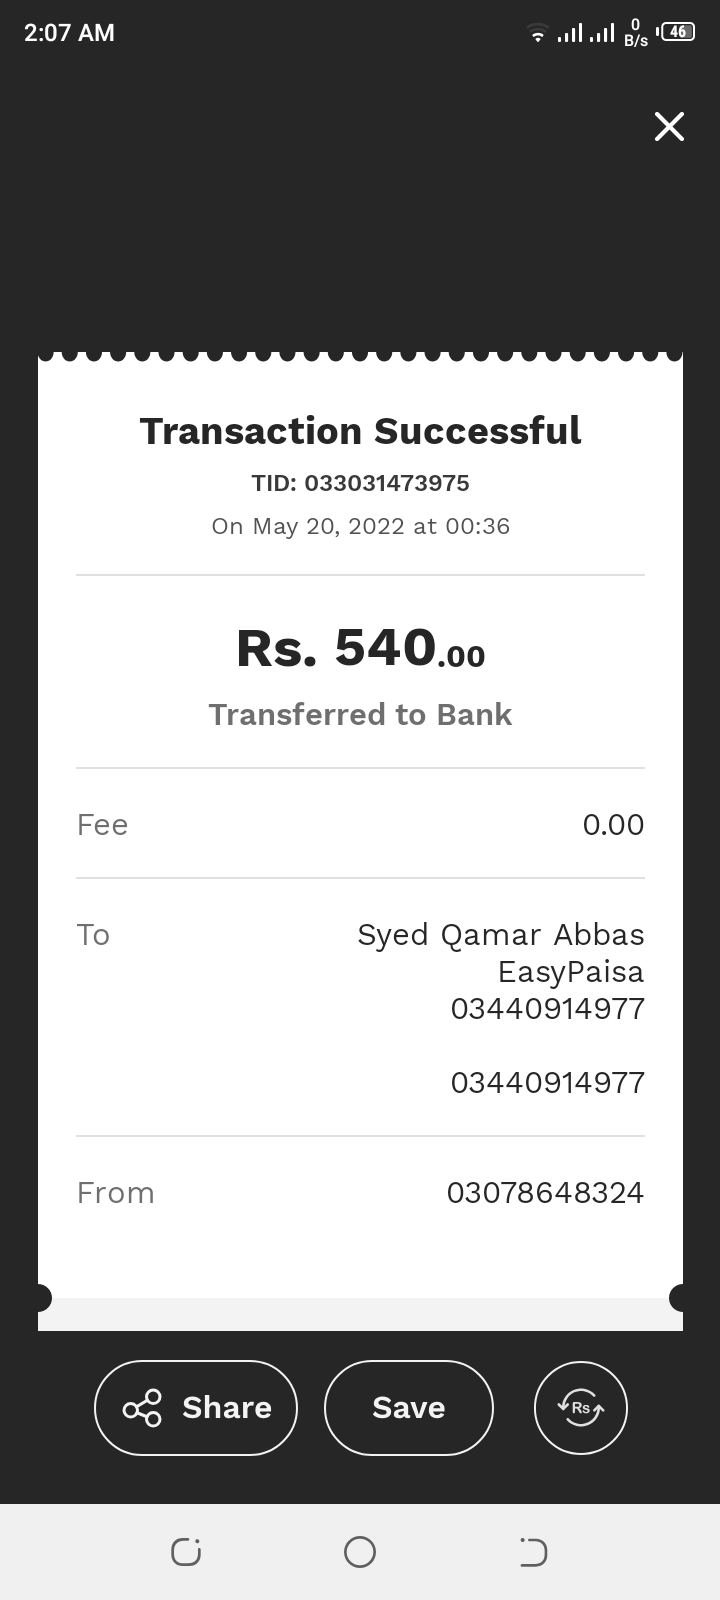 2:07 AM
0
B/s
46
Transaction Successful
TID: 033031473975
On May 20, 2022 at 00:36
Rs. 540.00
Transferred to Bank
Fee 0.00
To Syed Qamar Abbas
EasyPaisa
03440914977
03440914977
From 03078648324
Share Save Rs